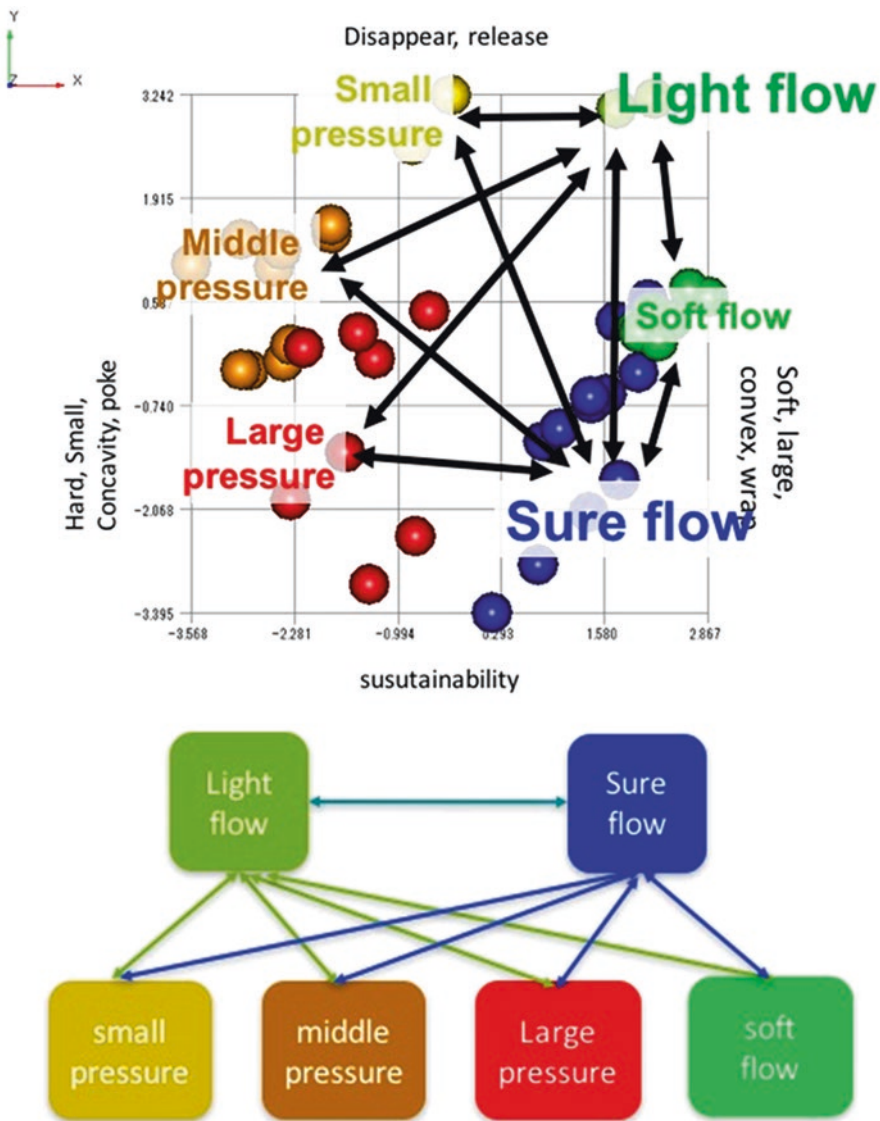 Y
Z
X
Disappear, release
3.242
1.915
0.587
-0.740
-2.068
-3.395
-3.568
-2.281
-0.994
0.293
1.580
2.867
Small
pressure
Light flow
Middle
pressure
Soft flow
Large
pressure
Sure flow
Hard, Small,
Concavity, poke
Soft, large,
convex, wrap
susutainability
Light
flow
Sure
flow
small
pressure
middle
pressure
Large
pressure
soft
flow